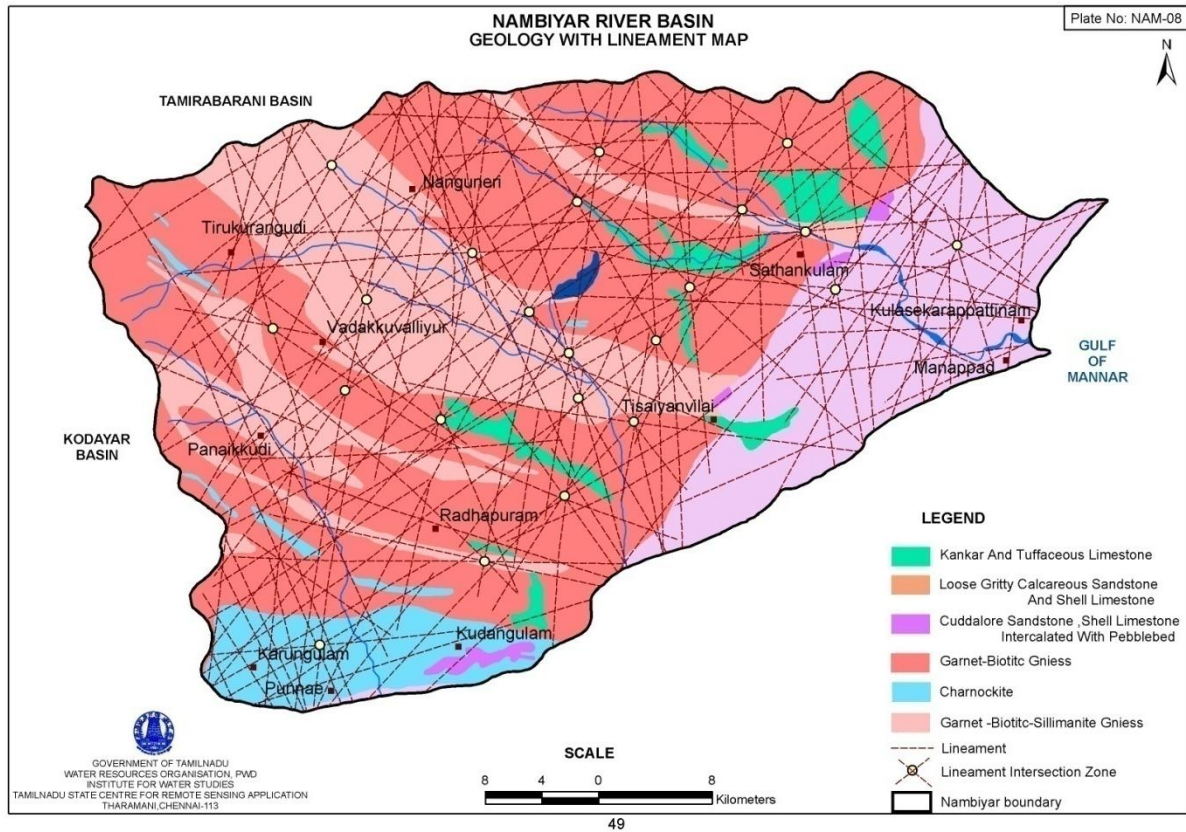 NAMBIYAR RIVER BASIN
GEOLOGY WITH LINEAMENT MAP
Plate No: NAM-08
N
TAMIRABARANI BASIN
Nanguneri
Tirukurangudi
Sathankulam
Kulasekarappattinam
Vadakkuvalliyur
GULF
OF
MANNAR
Manappad
Tisaiyanvilai
KODAYAR
BASIN
Panaikkudi
Radhapuram
Kudangulam
Karungulam
Punnae
LEGEND
Kankar And Tuffaceous Limestone
Loose Gritty Calcareous Sandstone
And Shell Limestone
Cuddalore Sandstone ,Shell Limestone
Intercalated With Pebblebed
Garnet-Biotitc Gniess
Charnockite
Garnet -Biotitc-Sillimanite Gniess
Lineament
Lineament Intersection Zone
Nambiyar boundary
GOVERNMENT OF TAMILNADU
WATER RESOURCES ORGANISATION, PWD
INSTITUTE FOR WATER STUDIES
TAMILNADU STATE CENTRE FOR REMOTE SENSING APPLICATION
THARAMANI,CHENNAI-113
SCALE
8 4 0 8
Kilometers
49